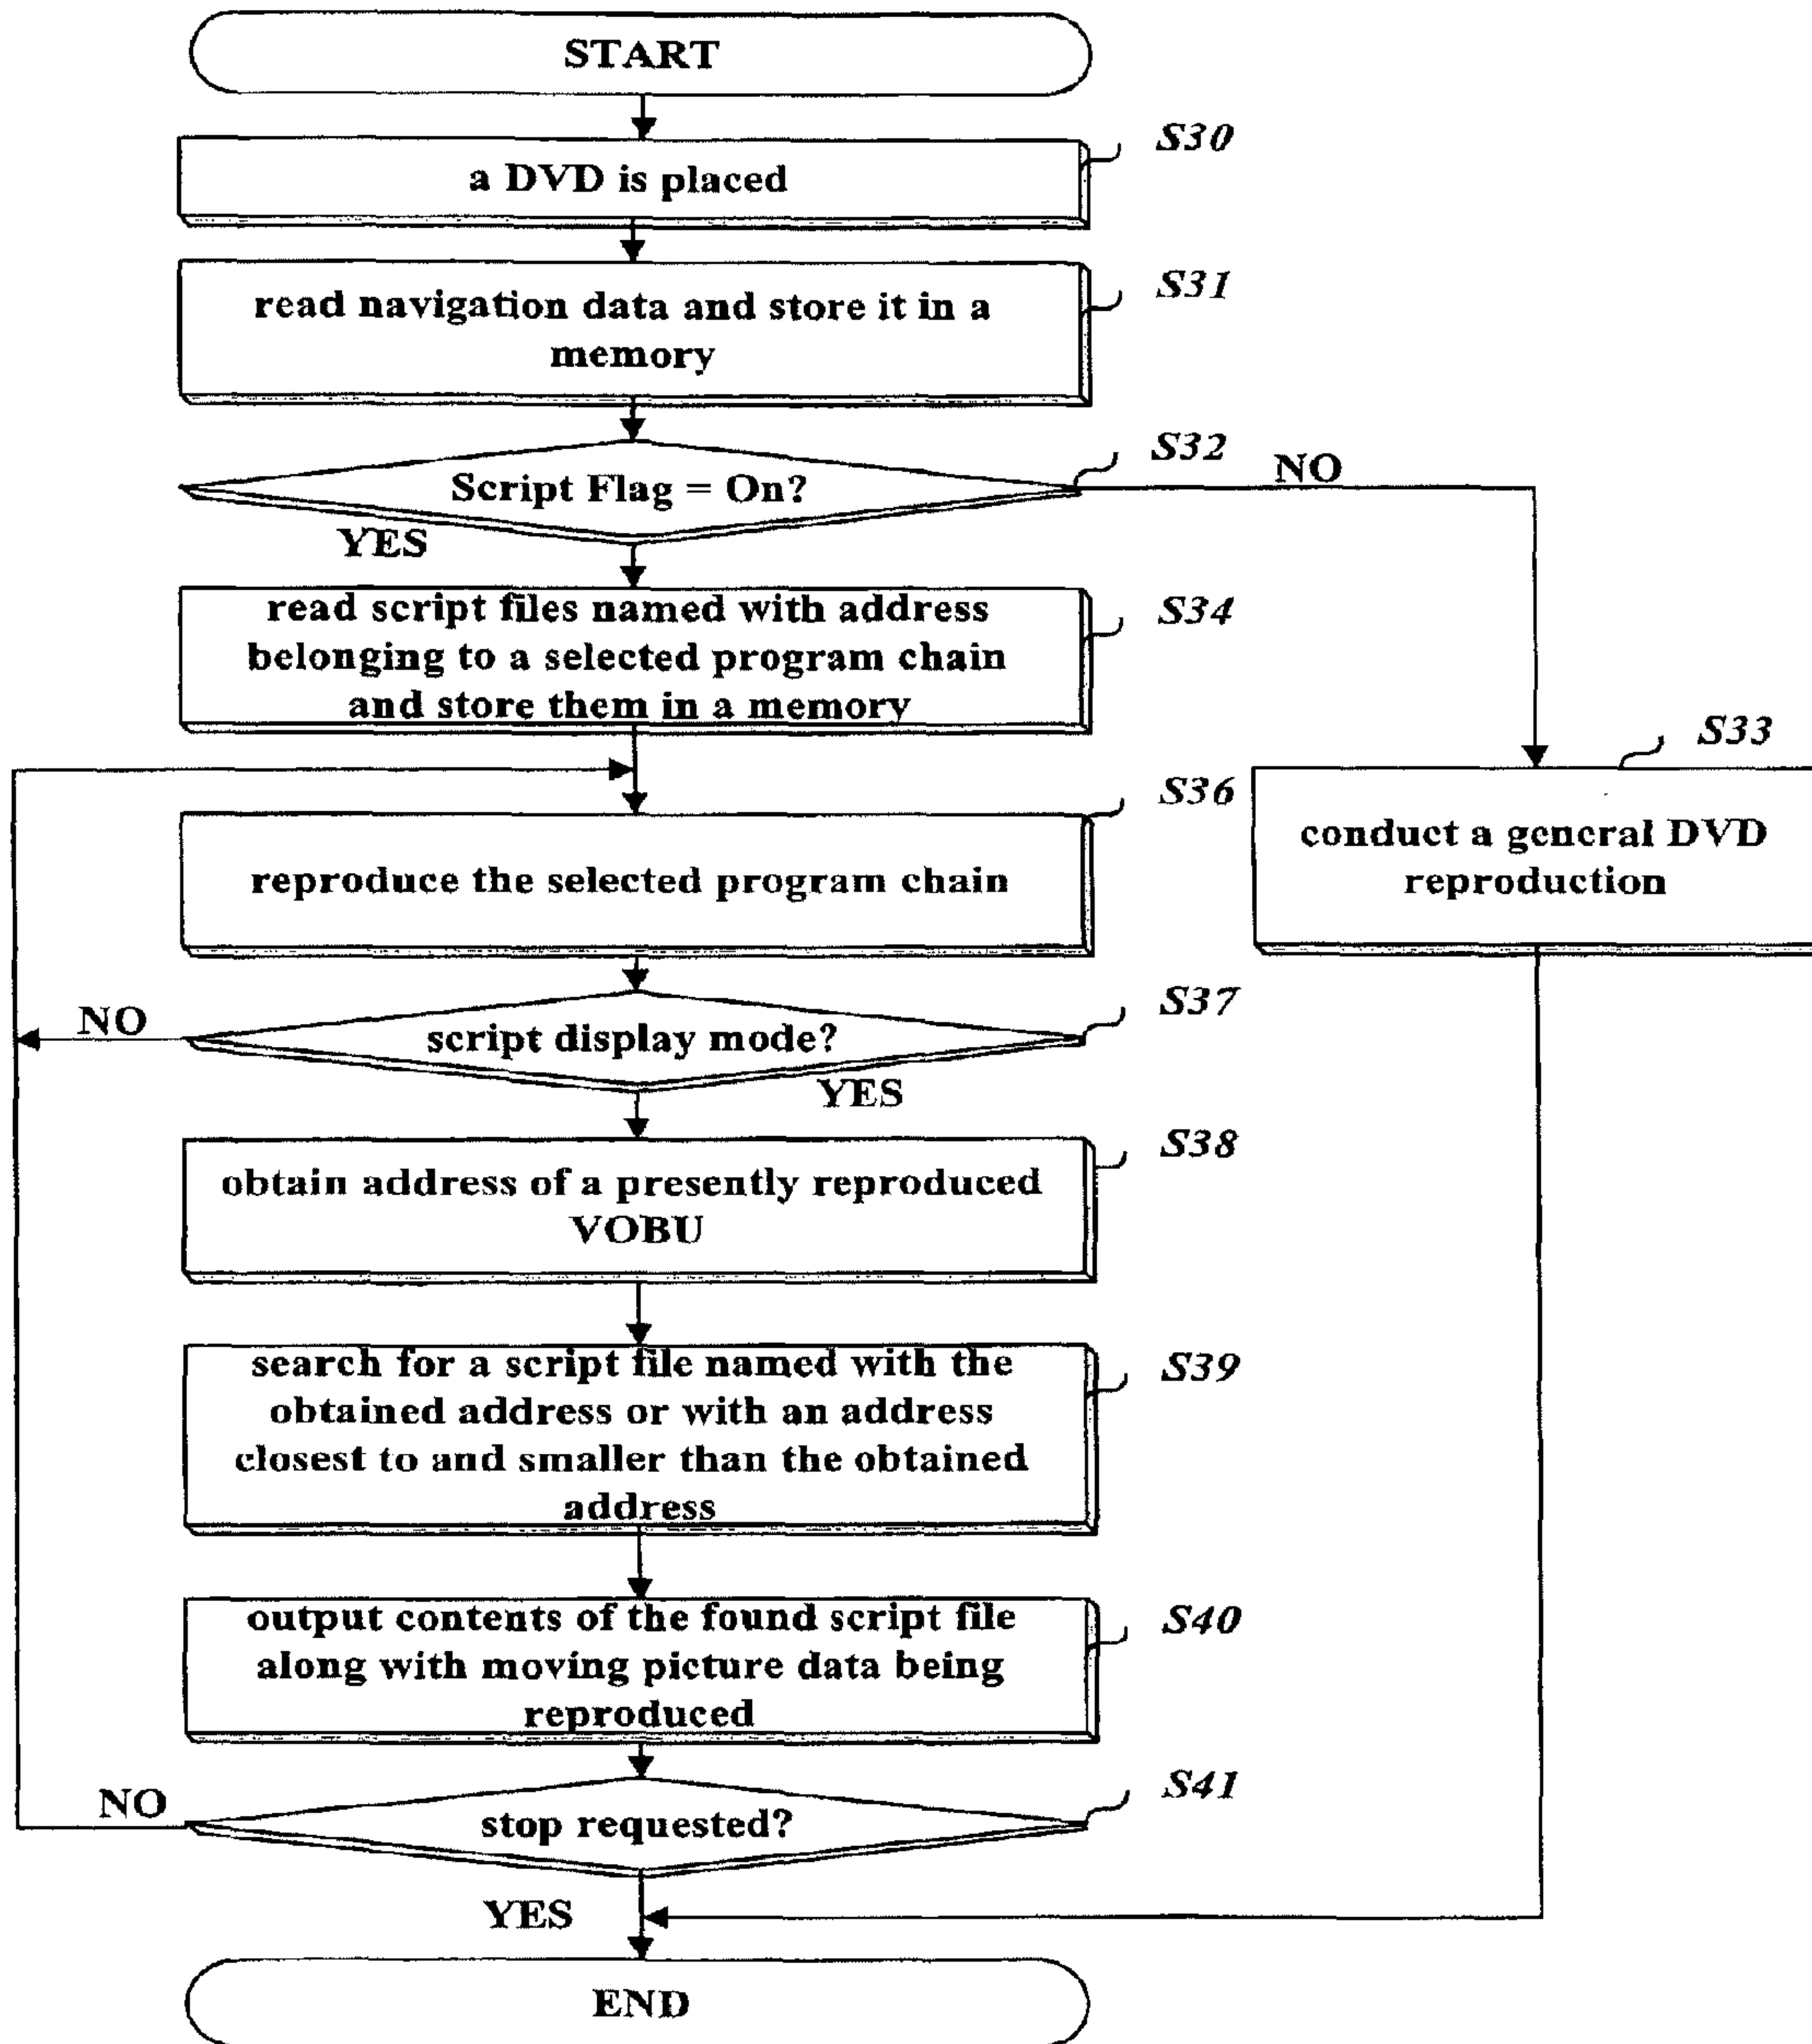 START
S30
a DVD is placed
S31
read navigation data and store it in a
memory
S32
Script Flag = On?
NO
YES
S34
read script files named with address
belonging to a selected program chain
and store them in a memory
S33
conduct a general DVD
reproduction
S36
reproduce the selected program chain
S37
NO
script display mode?
YES
S38
obtain address of a presently reproduced
VOBU
S39
search for a script file named with the
obtained address or with an address
closest to and smaller than the obtained
address
S40
output contents of the found script file
along with moving picture data being
reproduced
S41
NO
stop requested?
YES
END